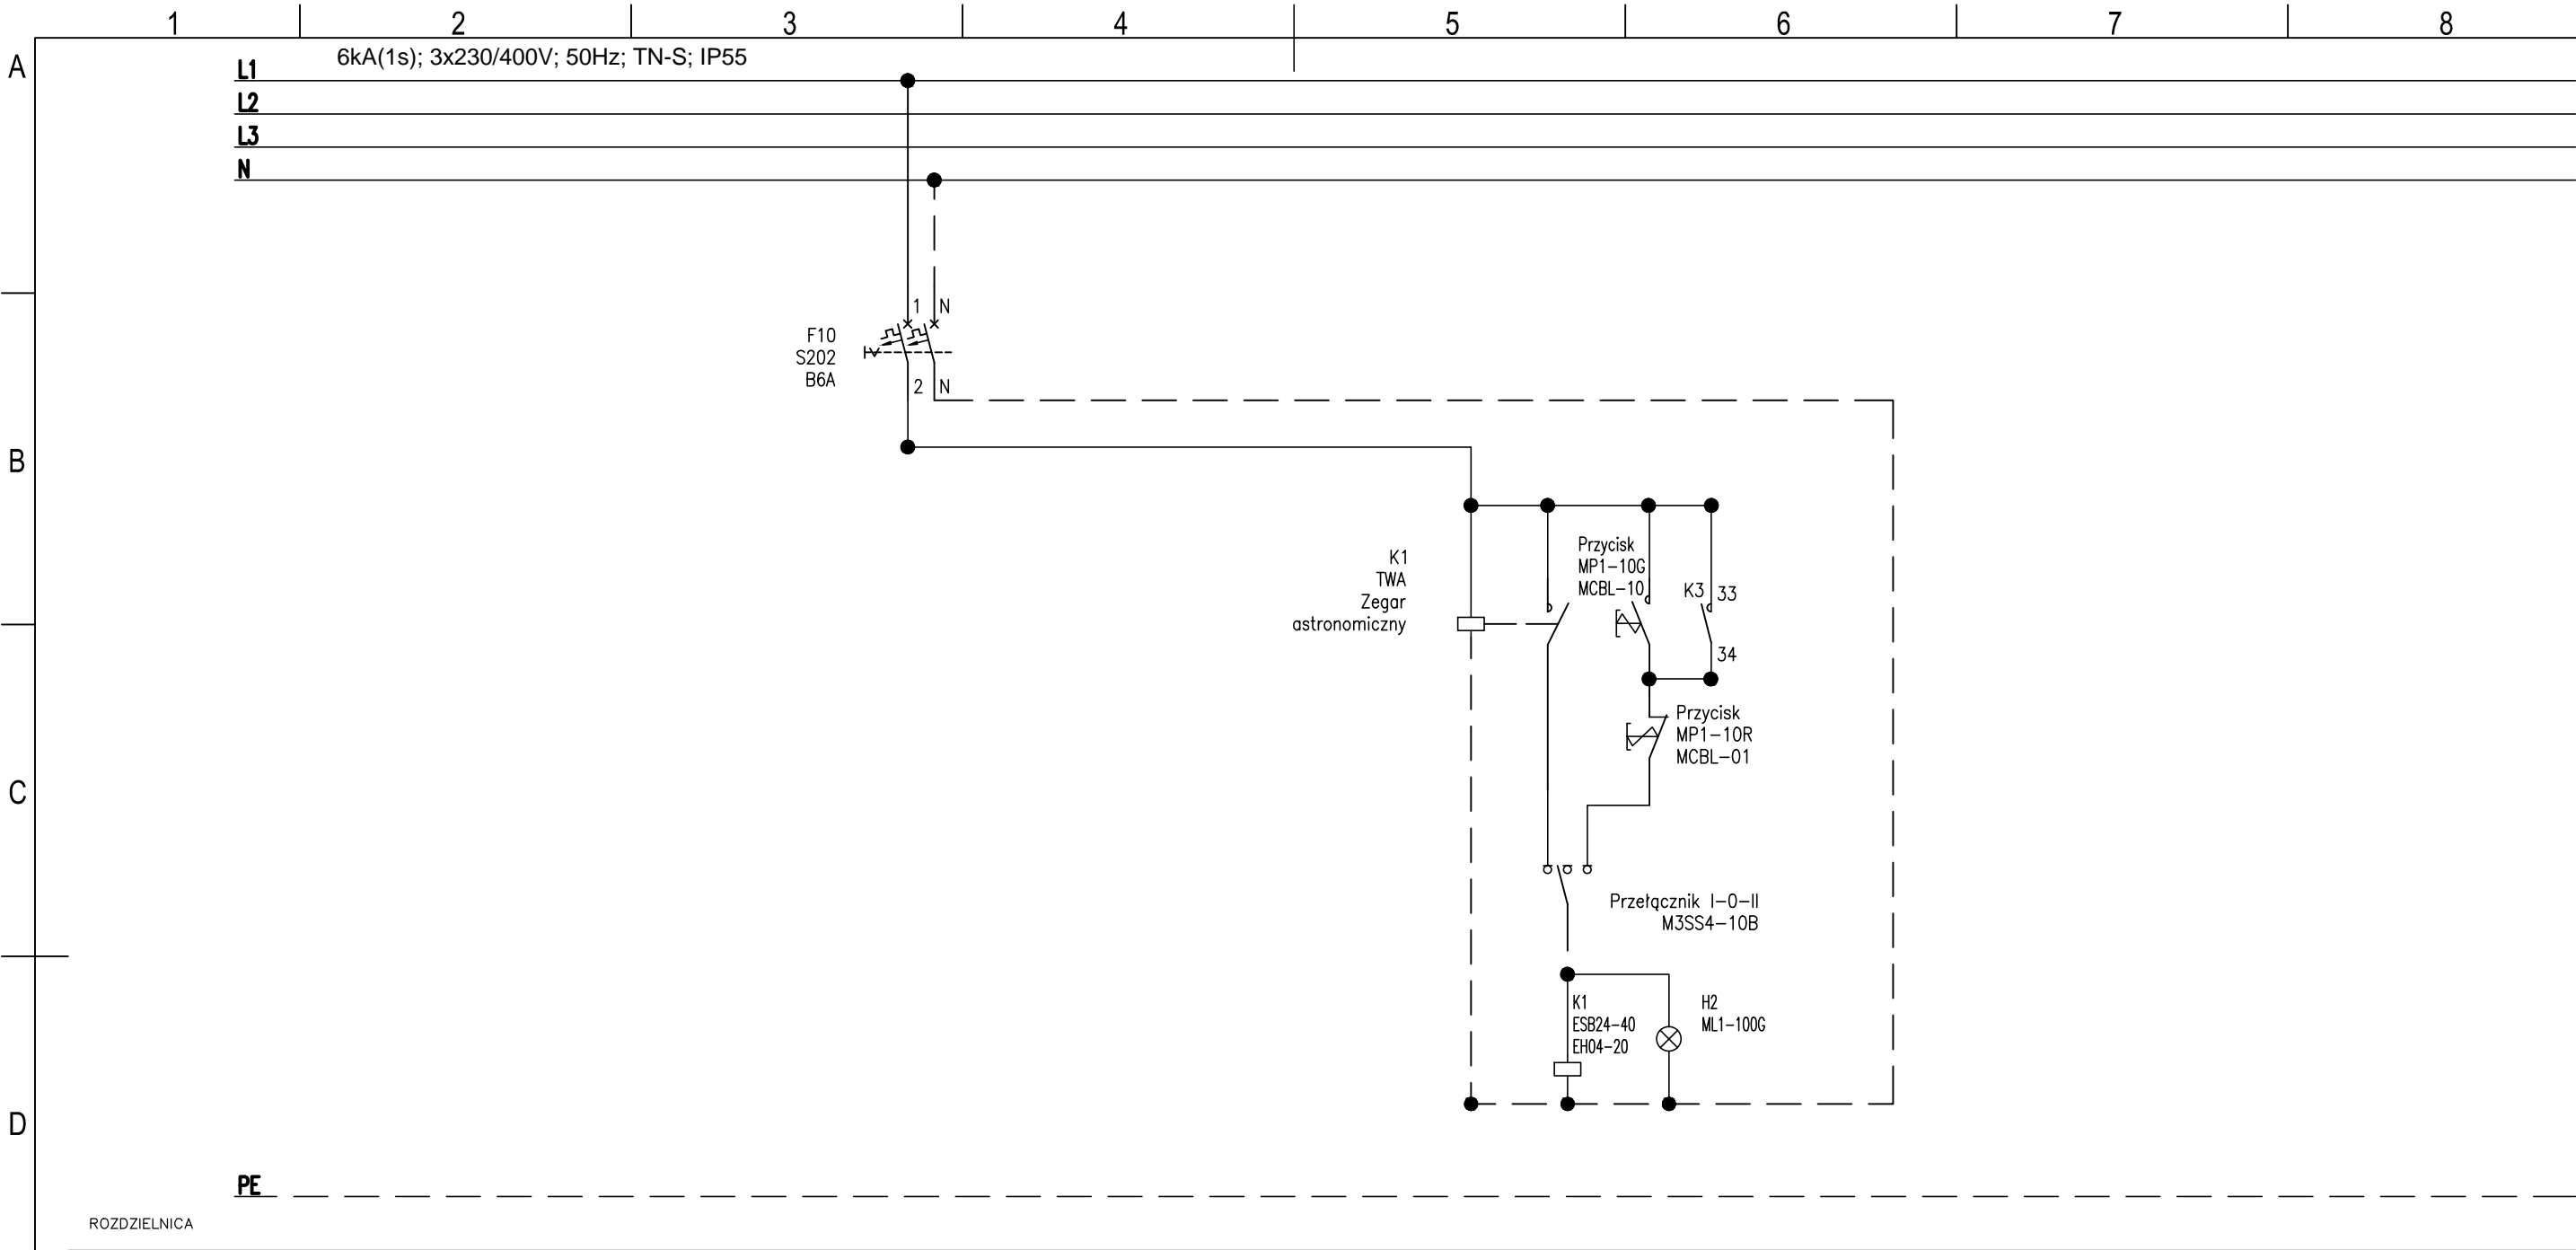 1 2 3 4 5 6 7 8
A
6kA(1s); 3x230/400V; 50Hz; TN-S; IP55
L1
L2
L3
N
1 N
F10
S202
B6A
2 N
B
K1
TWA
Zegar
astronomiczny
Przycisk
MP1-10G
MCBL-10
K3 33
34
Przycisk
MP1-10R
MCBL-01
C
Przełącznik I-0-II
M3SS4-10B
K1
ESB24-40
EH04-20
H2
ML1-100G
D
PE
ROZDZIELNICA